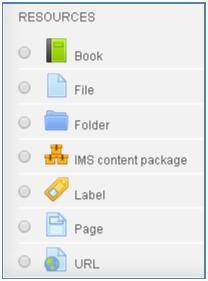 RESOURCES
Book
File
Folder
IMS content package
Label
Page
URL